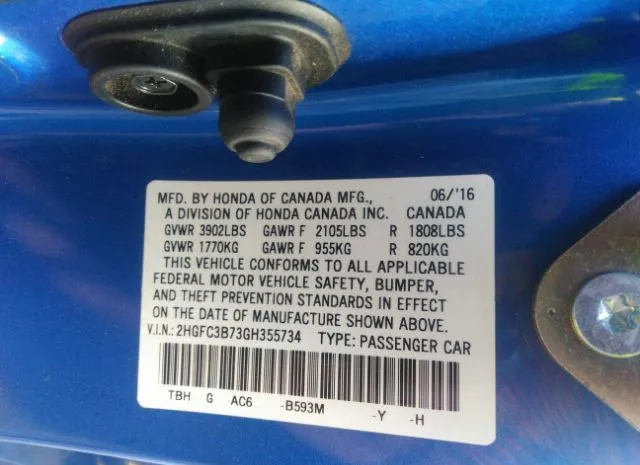 MFD. BY HONDA OF CANADA MFG., 06/'16
A DIVISION OF HONDA CANADA INC. CANADA
GVWR 3902LBS GAWR F 2105LBS R 1808LBS
GVWR 1770KG GAWR F 955KG R 820KG
THIS VEHICLE CONFORMS TO ALL APPLICABLE
FEDERAL MOTOR VEHICLE SAFETY, BUMPER,
AND THEFT PREVENTION STANDARDS IN EFFECT
ON THE DATE OF MANUFACTURE SHOWN ABOVE.
V.I.N.: 2HGFC3B73GH355734 TYPE: PASSENGER CAR
TBH G AC6 -B593M -Y -H